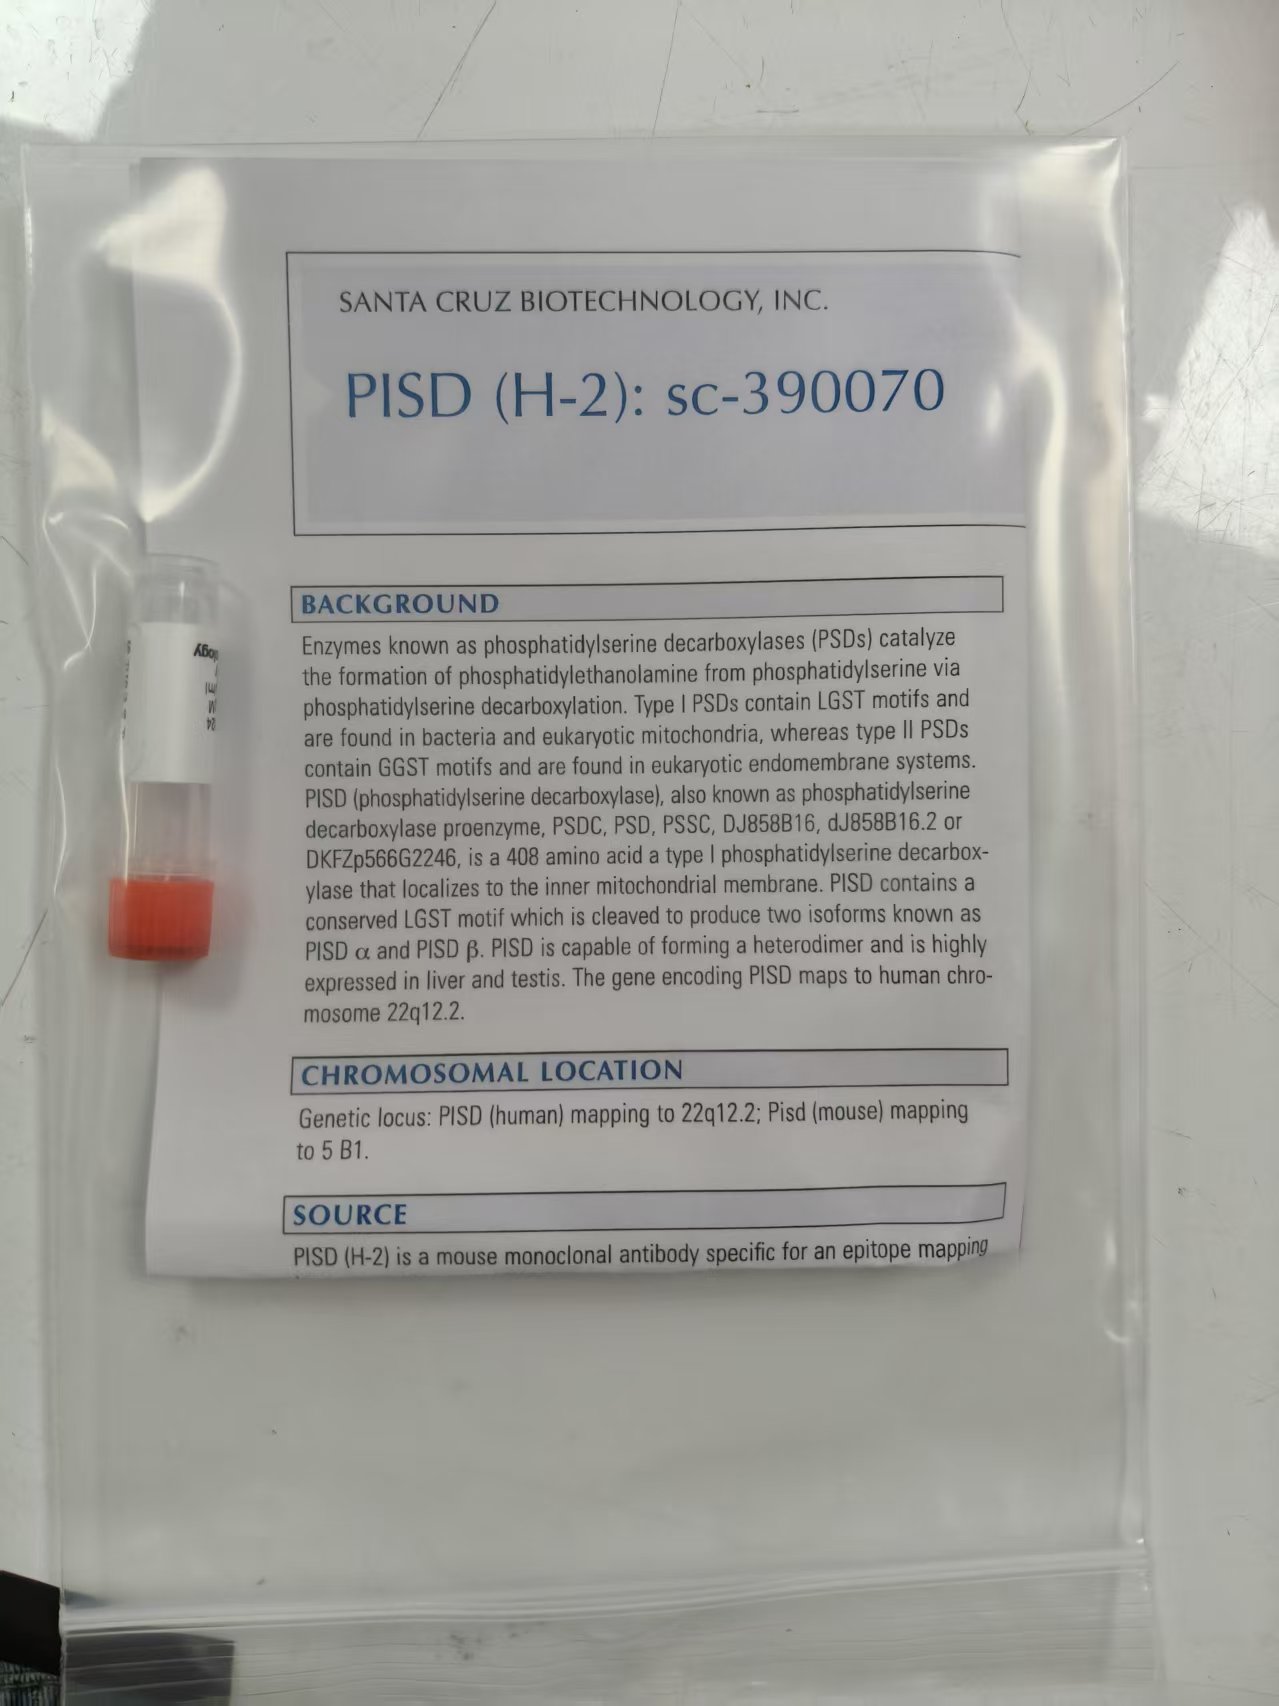 SANTA CRUZ BIOTECHNOLOGY, INC.
PISD (H-2): sc-390070
BACKGROUND
Enzymes known as phosphatidylserine decarboxylases (PSDs) catalyze
the formation of phosphatidylethanolamine from phosphatidylserine via
phosphatidylserine decarboxylation. Type I PSDs contain LGST motifs and
are found in bacteria and eukaryotic mitochondria, whereas type II PSDs
contain GGST motifs and are found in eukaryotic endomembrane systems.
PISD (phosphatidylserine decarboxylase), also known as phosphatidylserine
decarboxylase proenzyme, PSDC, PSD, PSSC, DJ858B16, dJ858B16.2 or
DKFZp566G2246, is a 408 amino acid a type I phosphatidylserine decarbox-
ylase that localizes to the inner mitochondrial membrane. PISD contains a
conserved LGST motif which is cleaved to produce two isoforms known as
PISD α and PISD β. PISD is capable of forming a heterodimer and is highly
expressed in liver and testis. The gene encoding PISD maps to human chro-
mosome 22q12.2.
CHROMOSOMAL LOCATION
Genetic locus: PISD (human) mapping to 22q12.2; Pisd (mouse) mapping
to 5 B1.
SOURCE
PISD (H-2) is a mouse monoclonal antibody specific for an epitope mapping